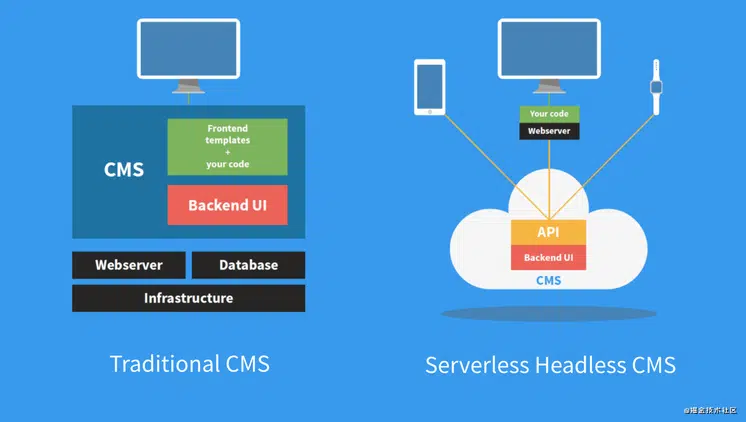 CMS
Frontend
templates
+
your code
Backend UI
Webserver
Database
Infrastructure
Traditional CMS
Your code
Webserver
API
Backend UI
CMS
Serverless Headless CMS
@稀土掘金技术社区